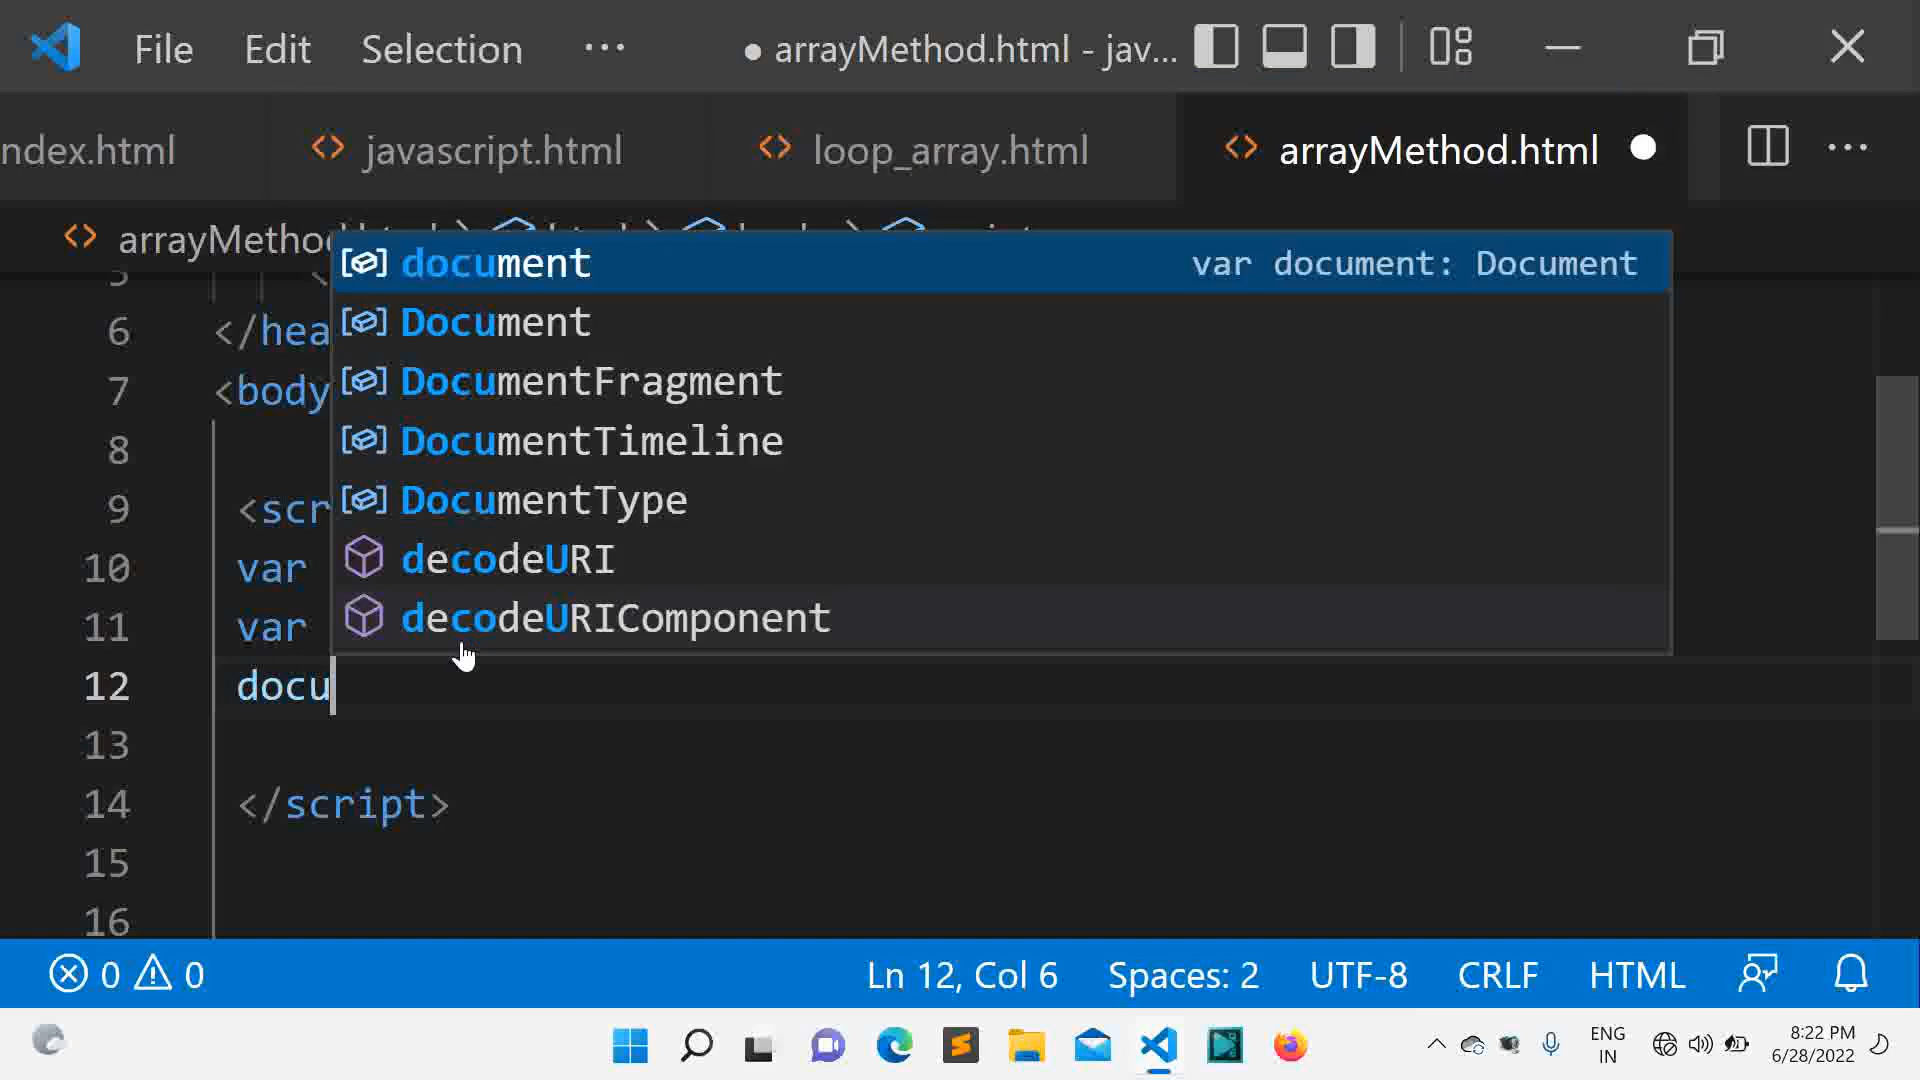 File Edit Selection ··· ● arrayMethod.html - jav...
ndex.html javascript.html loop_array.html arrayMethod.html ● ···
arrayMetho
document var document: Document
Document
DocumentFragment
DocumentTimeline
DocumentType
decodeURI
decodeURIComponent
5 <
6 </hea
7 <body
8
9 <scr
10 var
11 var
12 docu
13
14 </script>
15
16
0 0 Ln 12, Col 6 Spaces: 2 UTF-8 CRLF HTML
ENG
IN
8:22 PM
6/28/2022